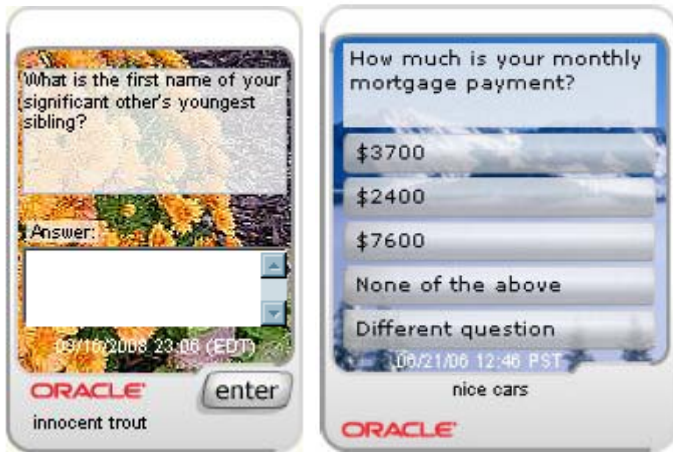 What is the first name of your
significant other's youngest
sibling?
Answer:
09/16/2008 23:06 (EDT)
ORACLE
enter
innocent trout
How much is your monthly
mortgage payment?
$3700
$2400
$7600
None of the above
Different question
06/21/06 12:46 PST
nice cars
ORACLE